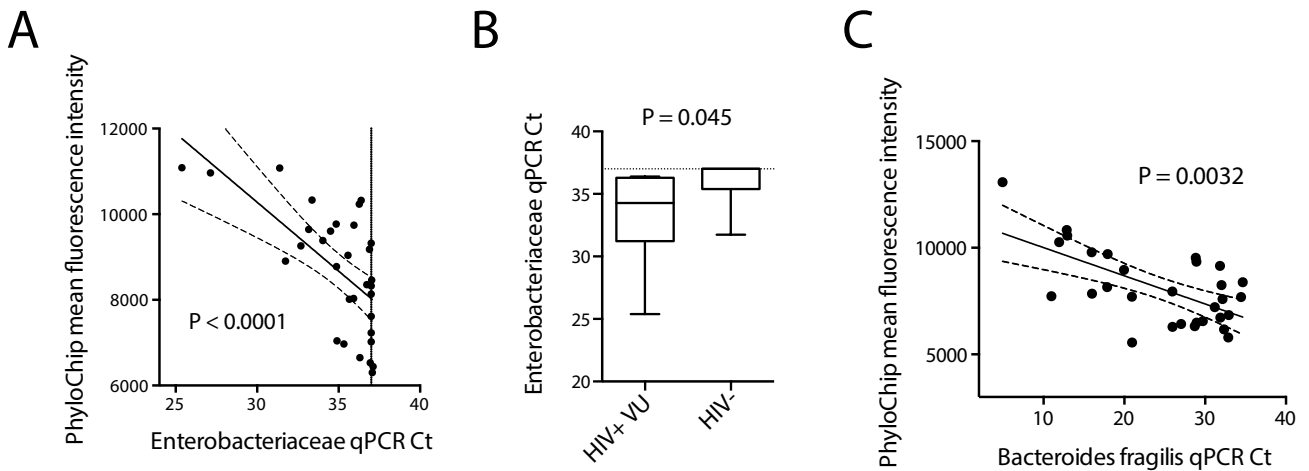 A
PhyloChip mean fluorescence intensity
12000
10000
8000
6000
P < 0.0001
25
30
35
40
Enterobacteriaceae qPCR Ct
B
Enterobacteriaceae qPCR Ct
P = 0.045
40
35
30
25
20
HIV+ VU
HIV-
C
PhyloChip mean fluorescence intensity
15000
10000
5000
P = 0.0032
10
20
30
40
Bacteroides fragilis qPCR Ct